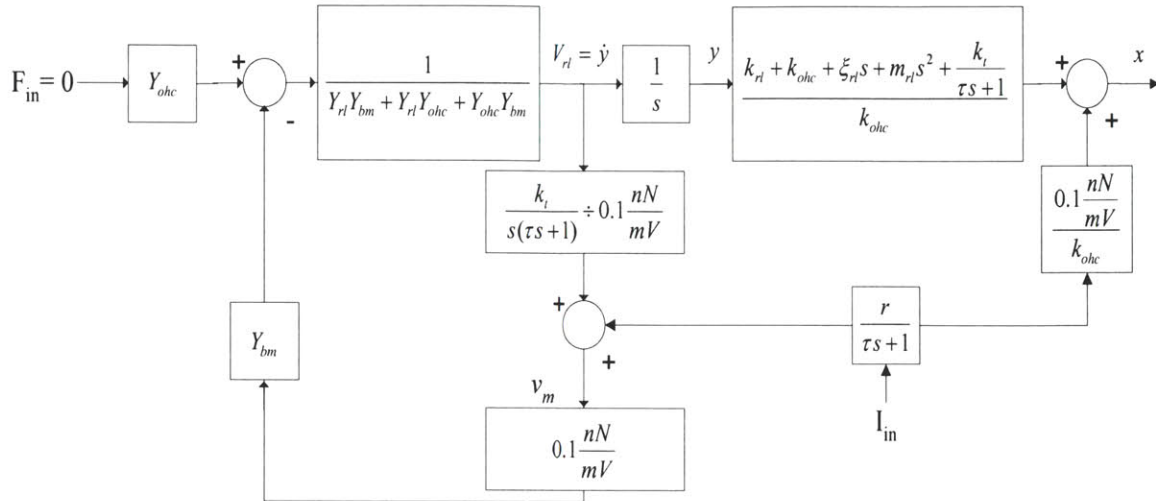 F_in = 0
Y_ohc
+
-
1
Y_rl Y_bm + Y_rl Y_ohc + Y_ohc Y_bm
V_rl = ẏ
1
s
y
k_rl + k_ohc + ξ_rl s + m_rl s² + k_t
τs + 1
k_ohc
+
+
x
k_t
s(τs + 1)
÷ 0.1 nN
mV
0.1 nN
mV
k_ohc
+
+
r
τs + 1
I_in
Y_bm
v_m
0.1 nN
mV